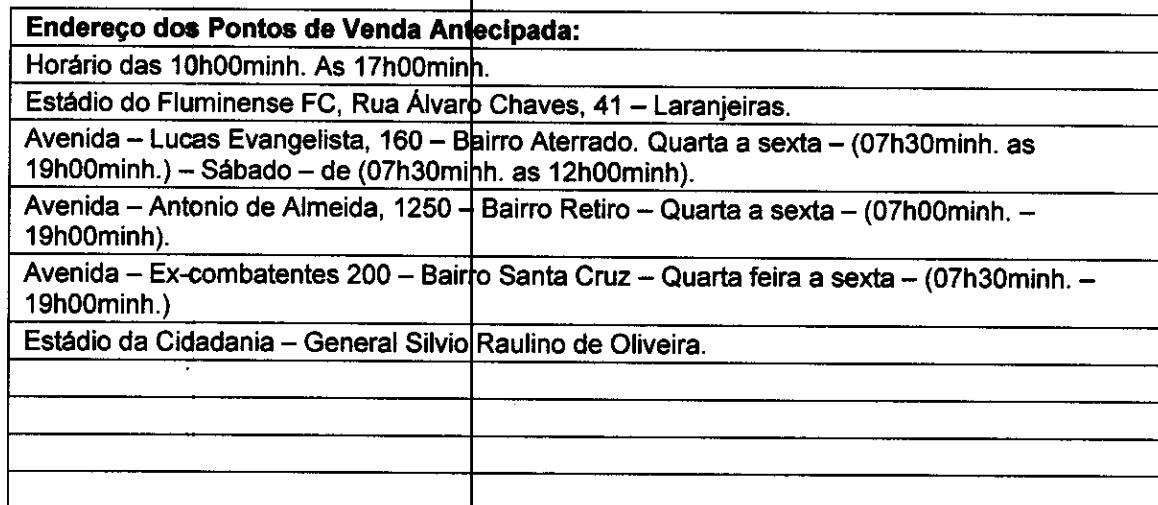 Endereço dos Pontos de Venda Antecipada:
Horário das 10h00minh. As 17h00minh.
Estádio do Fluminense FC, Rua Álvaro Chaves, 41 – Laranjeiras.
Avenida – Lucas Evangelista, 160 – Bairro Aterrado. Quarta a sexta – (07h30minh. as
19h00minh.) – Sábado – de (07h30minh. as 12h00minh).
Avenida – Antonio de Almeida, 1250 – Bairro Retiro – Quarta a sexta – (07h00minh. –
19h00minh).
Avenida – Ex-combatentes 200 – Bairro Santa Cruz – Quarta feira a sexta – (07h30minh. –
19h00minh.)
Estádio da Cidadania – General Silvio Raulino de Oliveira.